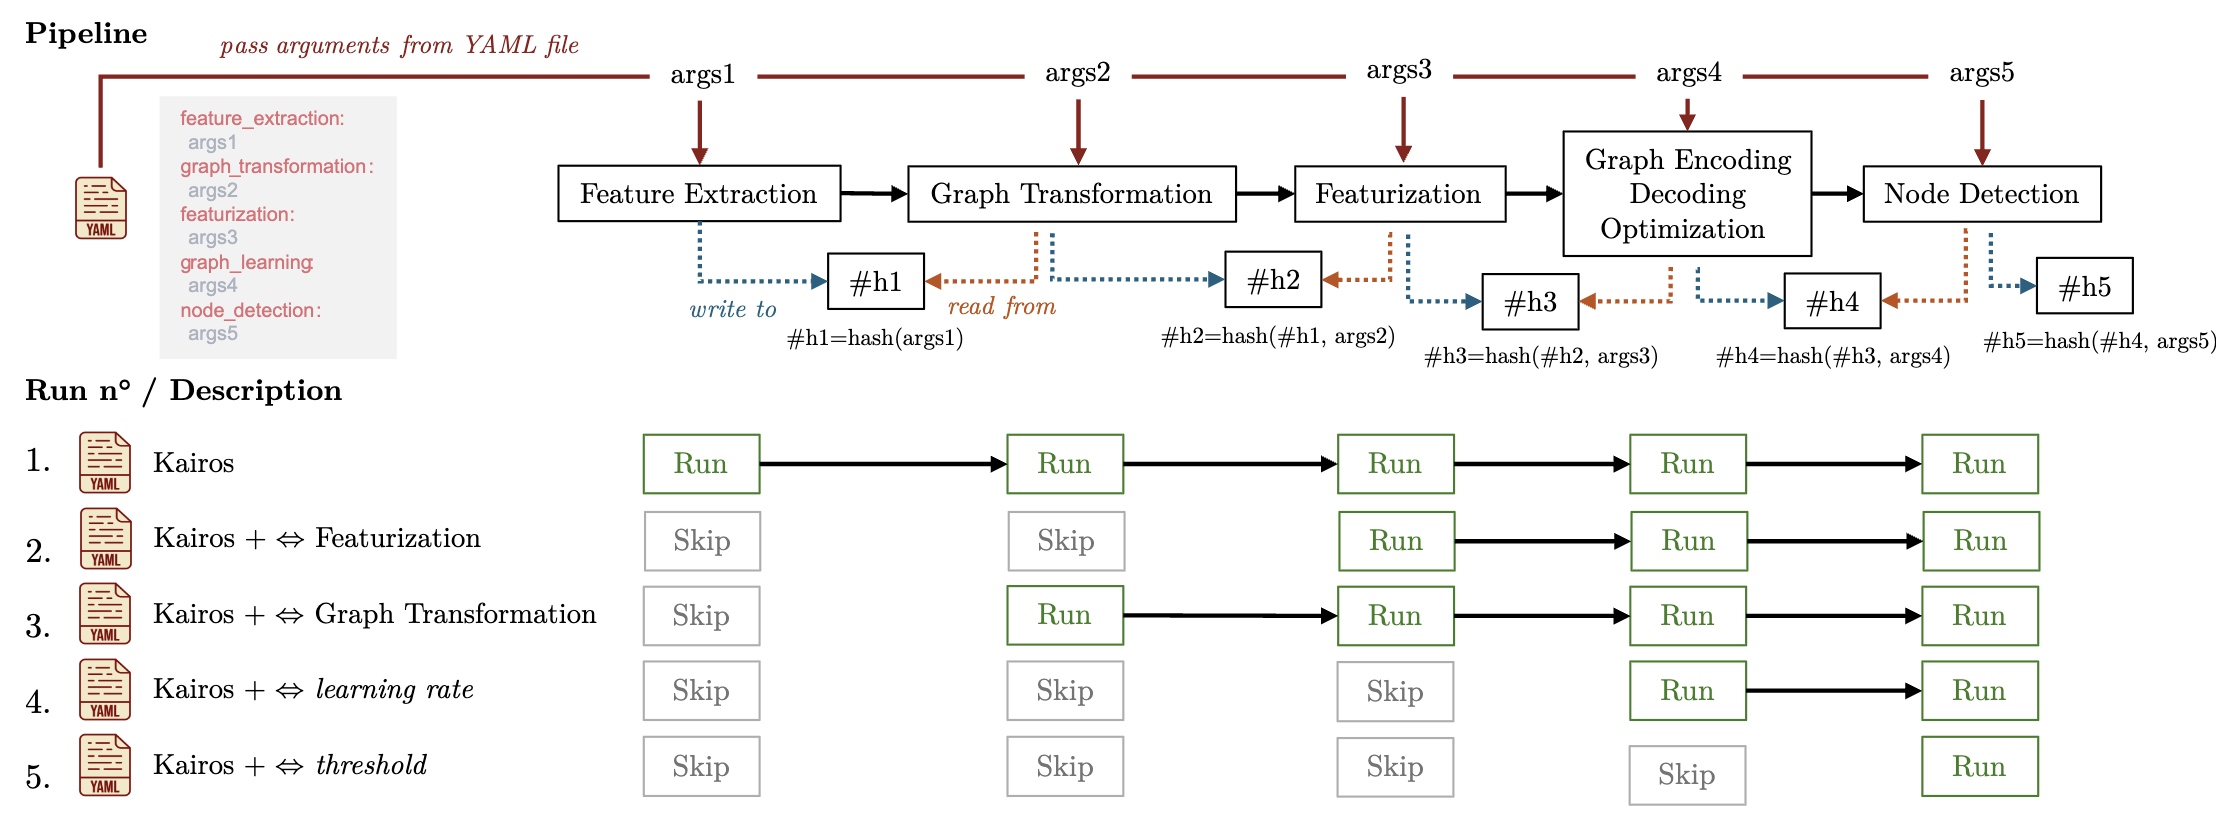 Pipeline
pass arguments from YAML file
args1 args2 args3 args4 args5
feature_extraction:
args1
graph_transformation:
args2
featurization:
args3
graph_learning:
args4
node_detection:
args5
YAML
Feature Extraction
Graph Transformation
Featurization
Graph Encoding
Decoding
Optimization
Node Detection
#h1 #h2 #h3 #h4 #h5
write to
read from
#h1=hash(args1)
#h2=hash(#h1, args2)
#h3=hash(#h2, args3)
#h4=hash(#h3, args4)
#h5=hash(#h4, args5)
Run n° / Description
1. YAML Kairos Run Run Run Run Run
2. YAML Kairos + ⇔ Featurization Skip Skip Run Run Run
3. YAML Kairos + ⇔ Graph Transformation Skip Run Run Run Run
4. YAML Kairos + ⇔ learning rate Skip Skip Skip Run Run
5. YAML Kairos + ⇔ threshold Skip Skip Skip Skip Run